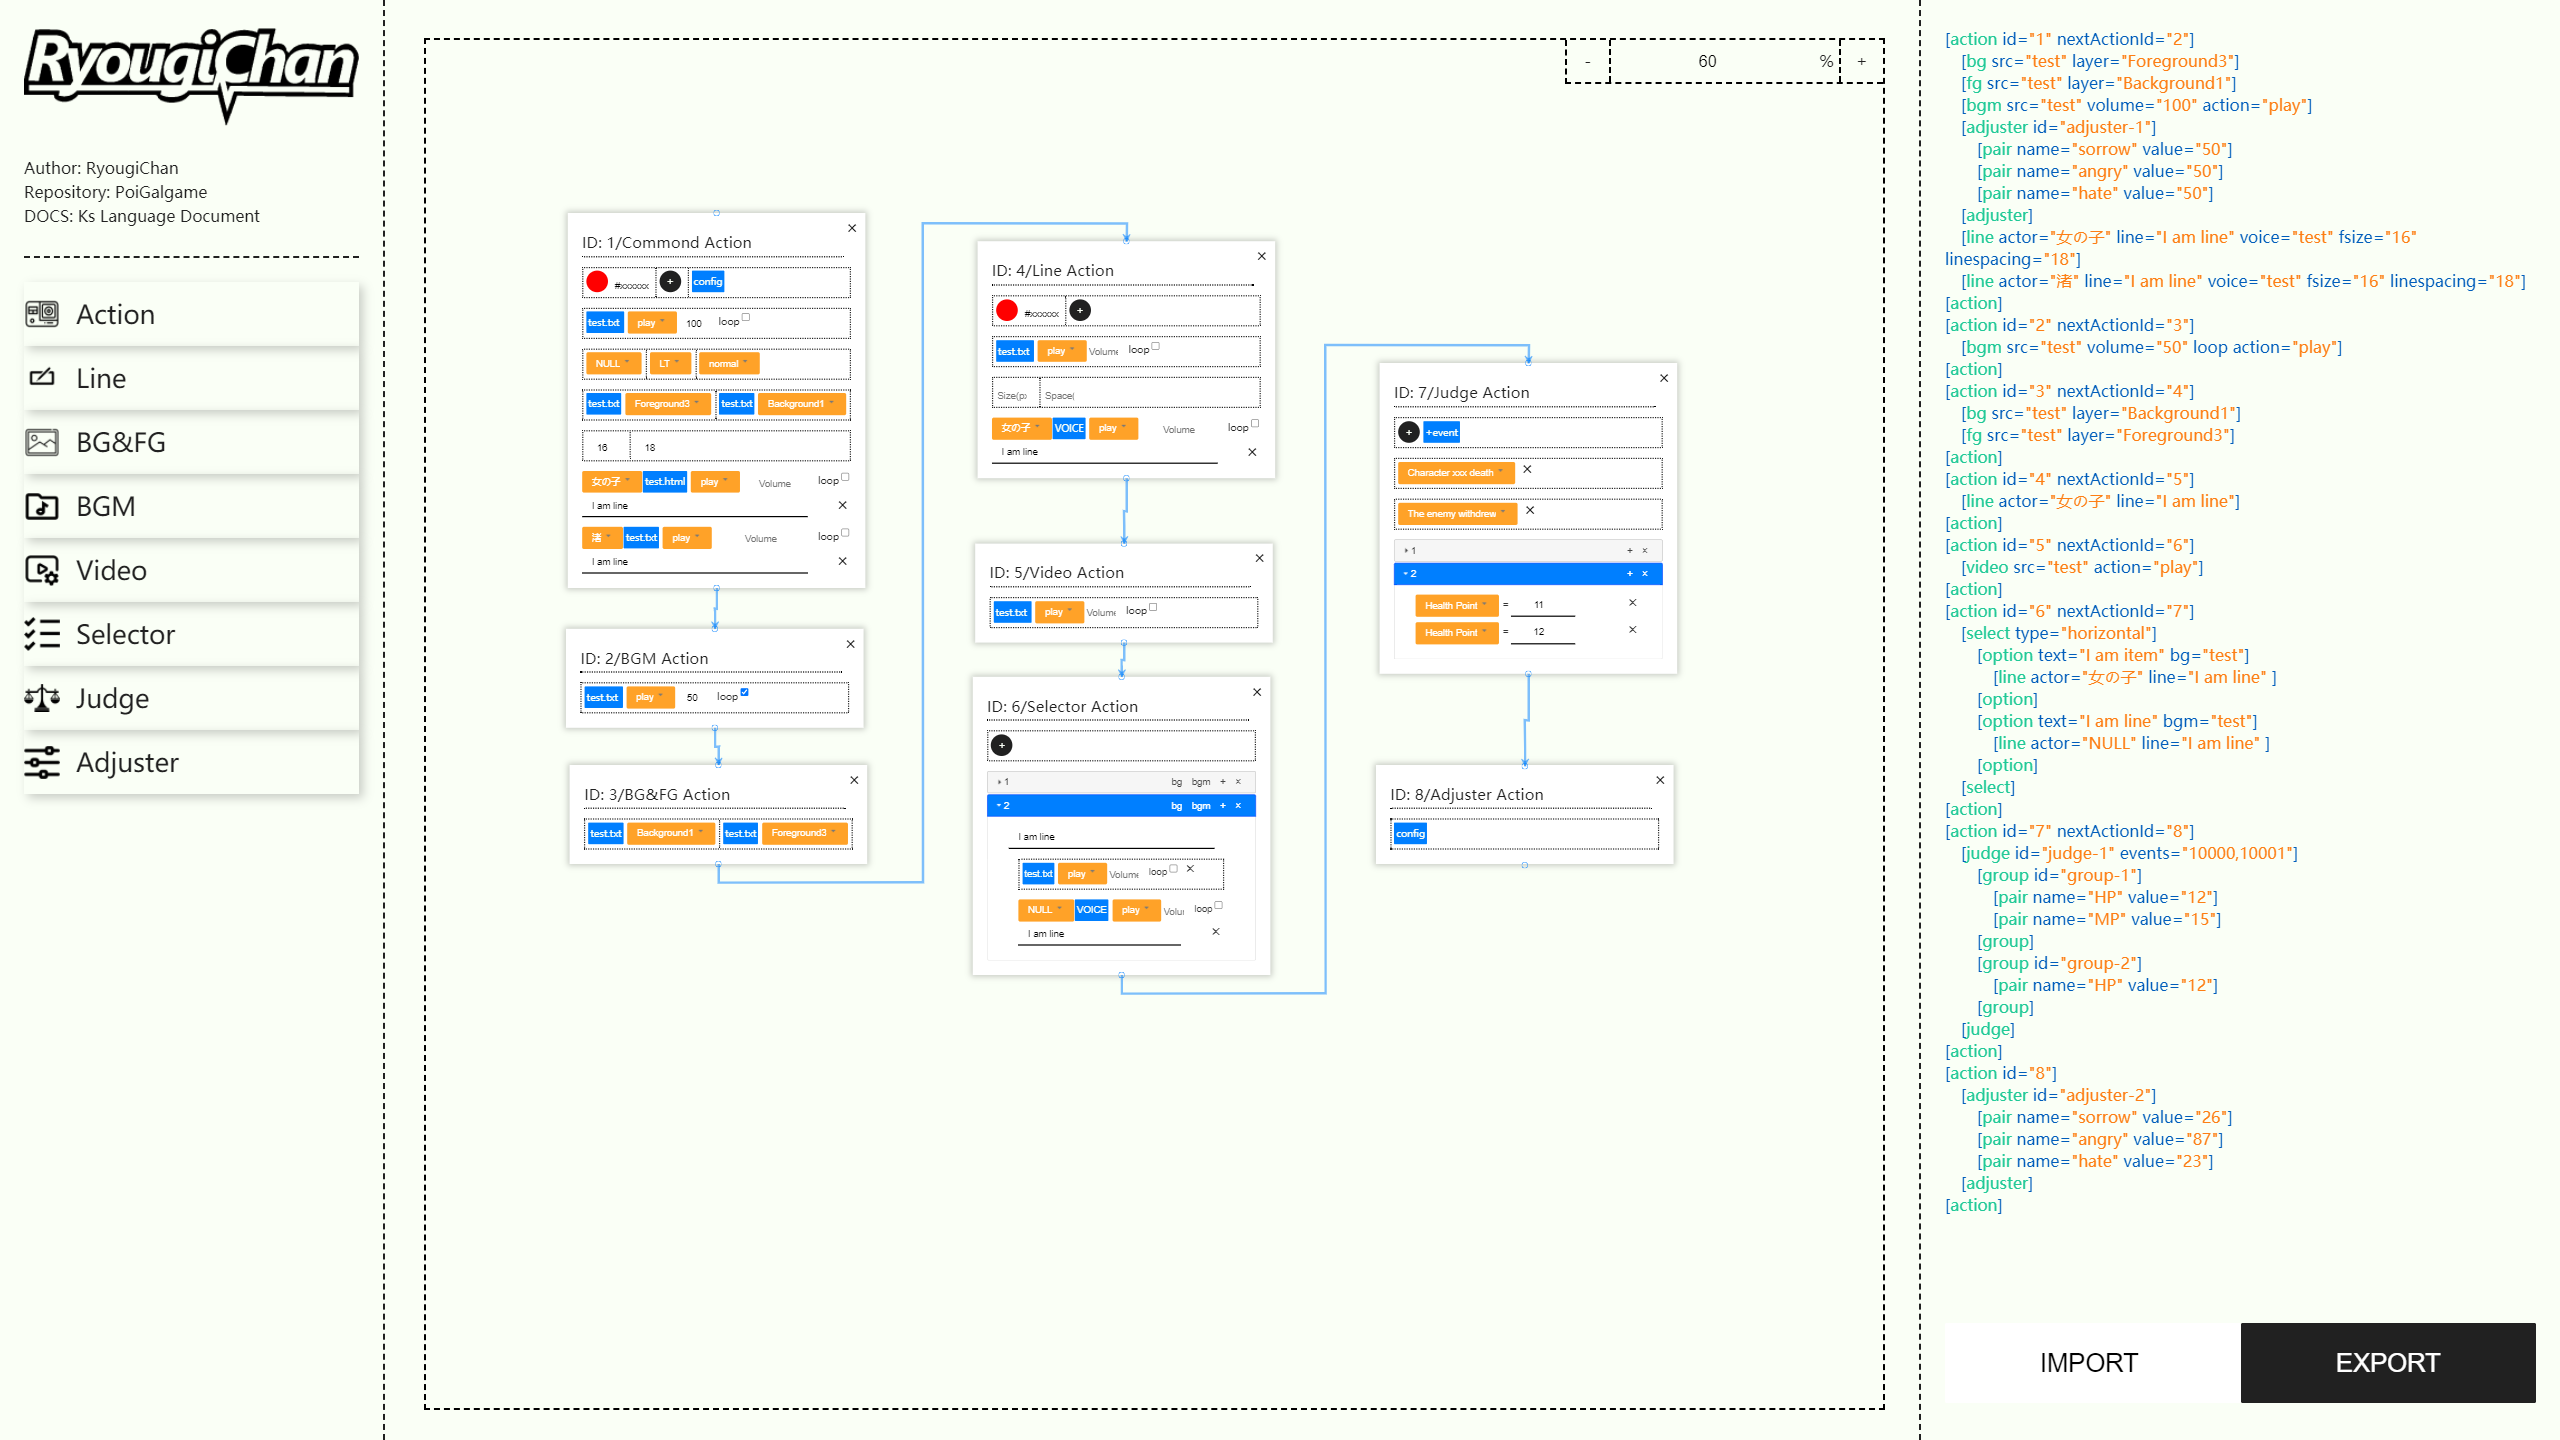 RyougiChan
Author: RyougiChan
Repository: PoiGalgame
DOCS: Ks Language Document
Action
Line
BG&FG
BGM
Video
Selector
Judge
Adjuster
- 60 % +
ID: 1/Commond Action
#xxxxxx + config
test.txt play 100 loop
NULL LT normal
test.txt Foreground3 test.txt Background1
16 18
女の子 test.html play Volume loop
I am line
渚 test.txt play Volume loop
I am line
ID: 2/BGM Action
test.txt play 50 loop
ID: 3/BG&FG Action
test.txt Background1 test.txt Foreground3
ID: 4/Line Action
#xxxxxx +
test.txt play Volume loop
Size(px Space(
女の子 VOICE play Volume loop
I am line
ID: 5/Video Action
test.txt play Volume loop
ID: 6/Selector Action
+
1 bg bgm + ×
2 bg bgm + ×
I am line
test.txt play Volume loop
NULL VOICE play Volu loop
I am line
ID: 7/Judge Action
+ +event
Character xxx death
The enemy withdrew
1 + ×
2 + ×
Health Point = 11
Health Point = 12
ID: 8/Adjuster Action
config
[action id="1" nextActionId="2"]
[bg src="test" layer="Foreground3"]
[fg src="test" layer="Background1"]
[bgm src="test" volume="100" action="play"]
[adjuster id="adjuster-1"]
[pair name="sorrow" value="50"]
[pair name="angry" value="50"]
[pair name="hate" value="50"]
[adjuster]
[line actor="女の子" line="I am line" voice="test" fsize="16"
linespacing="18"]
[line actor="渚" line="I am line" voice="test" fsize="16" linespacing="18"]
[action]
[action id="2" nextActionId="3"]
[bgm src="test" volume="50" loop action="play"]
[action]
[action id="3" nextActionId="4"]
[bg src="test" layer="Background1"]
[fg src="test" layer="Foreground3"]
[action]
[action id="4" nextActionId="5"]
[line actor="女の子" line="I am line"]
[action]
[action id="5" nextActionId="6"]
[video src="test" action="play"]
[action]
[action id="6" nextActionId="7"]
[select type="horizontal"]
[option text="I am item" bg="test"]
[line actor="女の子" line="I am line" ]
[option]
[option text="I am line" bgm="test"]
[line actor="NULL" line="I am line" ]
[option]
[select]
[action]
[action id="7" nextActionId="8"]
[judge id="judge-1" events="10000,10001"]
[group id="group-1"]
[pair name="HP" value="12"]
[pair name="MP" value="15"]
[group]
[group id="group-2"]
[pair name="HP" value="12"]
[group]
[judge]
[action]
[action id="8"]
[adjuster id="adjuster-2"]
[pair name="sorrow" value="26"]
[pair name="angry" value="87"]
[pair name="hate" value="23"]
[adjuster]
[action]
IMPORT
EXPORT